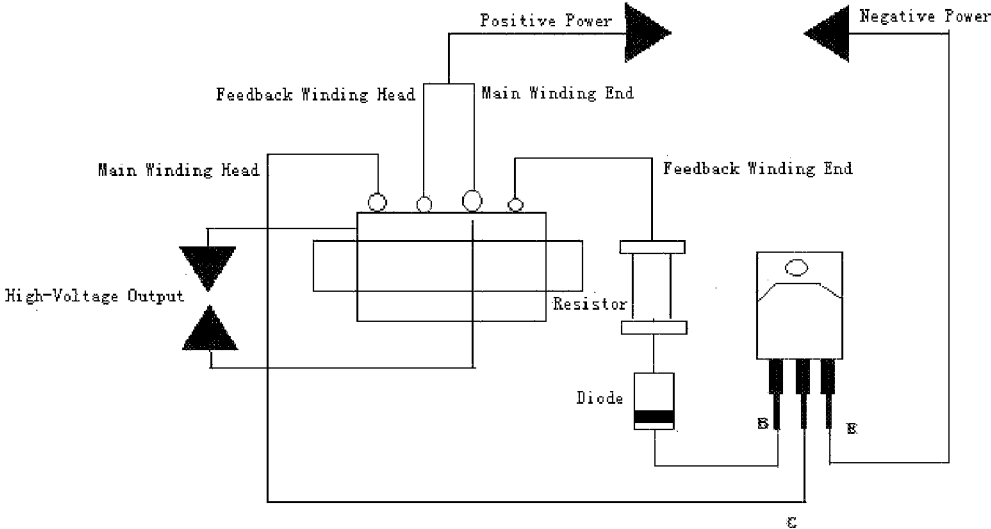 Positive Power
Negative Power
Feedback Winding Head
Main Winding End
Main Winding Head
Feedback Winding End
High-Voltage Output
Resistor
Diode
B
E
C